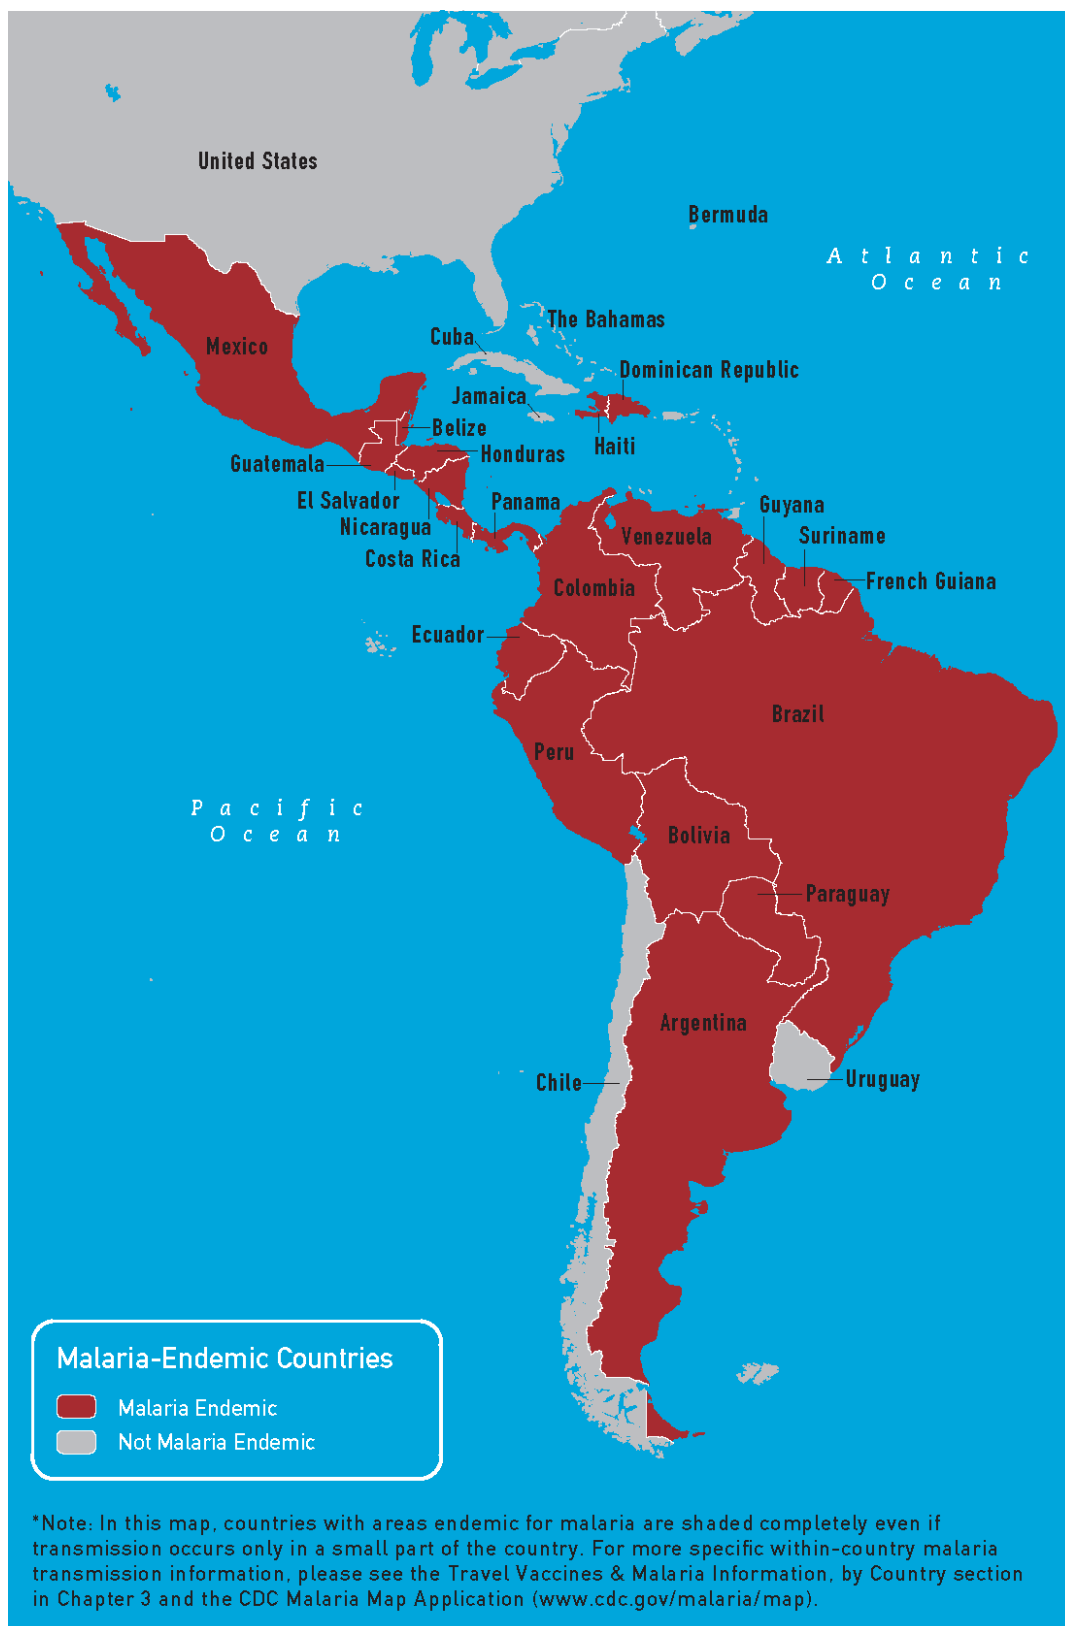 United States
Bermuda
A t l a n t i c
O c e a n
The Bahamas
Cuba
Mexico
Dominican Republic
Jamaica
Belize
Haiti
Honduras
Guatemala
El Salvador
Panama
Guyana
Nicaragua
Venezuela
Suriname
Costa Rica
Colombia
French Guiana
Ecuador
Brazil
Peru
P a c i f i c
O c e a n
Bolivia
Paraguay
Argentina
Chile
Uruguay
Malaria-Endemic Countries
Malaria Endemic
Not Malaria Endemic
*Note: In this map, countries with areas endemic for malaria are shaded completely even if
transmission occurs only in a small part of the country. For more specific within-country malaria
transmission information, please see the Travel Vaccines & Malaria Information, by Country section
in Chapter 3 and the CDC Malaria Map Application (www.cdc.gov/malaria/map).